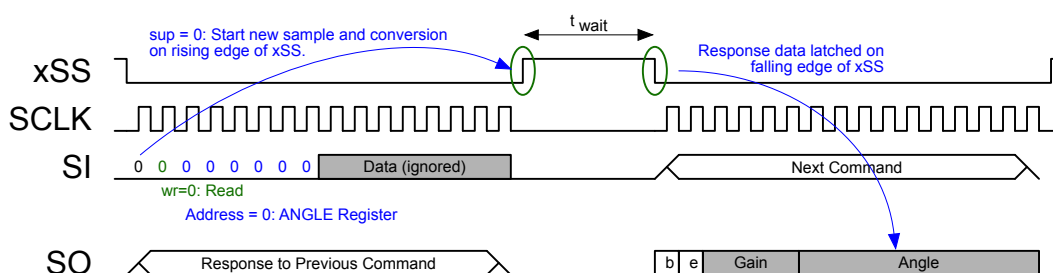 t wait
sup = 0: Start new sample and conversion
on rising edge of xSS.
Response data latched on
falling edge of xSS
xSS
SCLK
SI
0 0 0 0 0 0 0 0
Data (ignored)
Next Command
wr=0: Read
Address = 0: ANGLE Register
SO
Response to Previous Command
b e Gain Angle